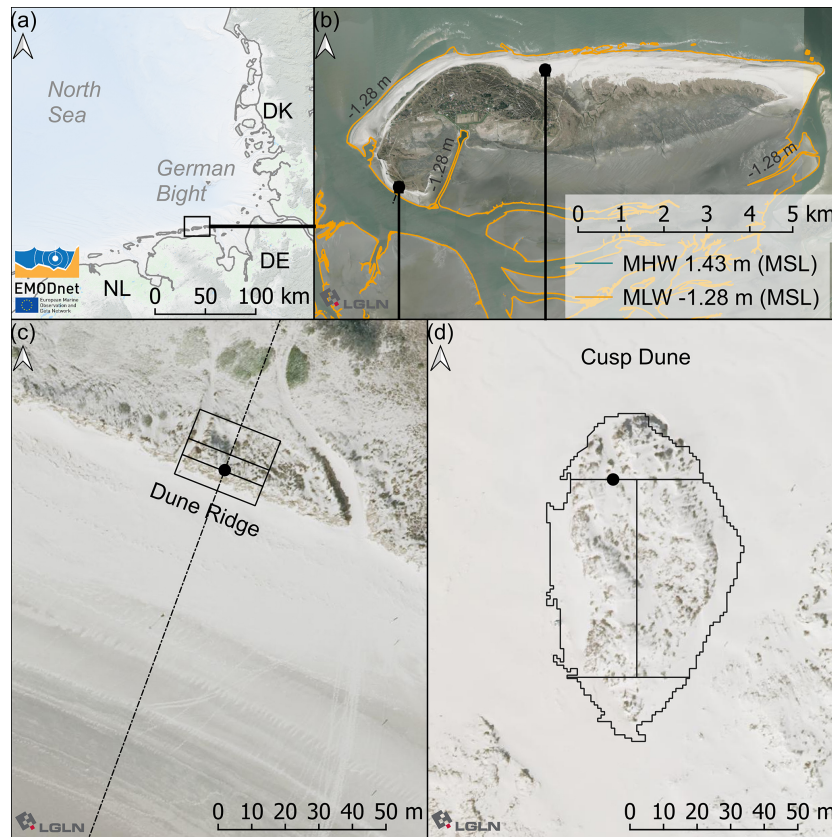 (a)
North
Sea
DK
German
Bight
DE
NL
EMODnet
European Marine
Observation and
Data Network
0 50 100 km
(b)
-1.28 m
-1.28 m
-1.28 m
0 1 2 3 4 5 km
MHW 1.43 m (MSL)
MLW -1.28 m (MSL)
LGLN
(c)
Dune Ridge
LGLN
0 10 20 30 40 50 m
(d)
Cusp Dune
LGLN
0 10 20 30 40 50 m